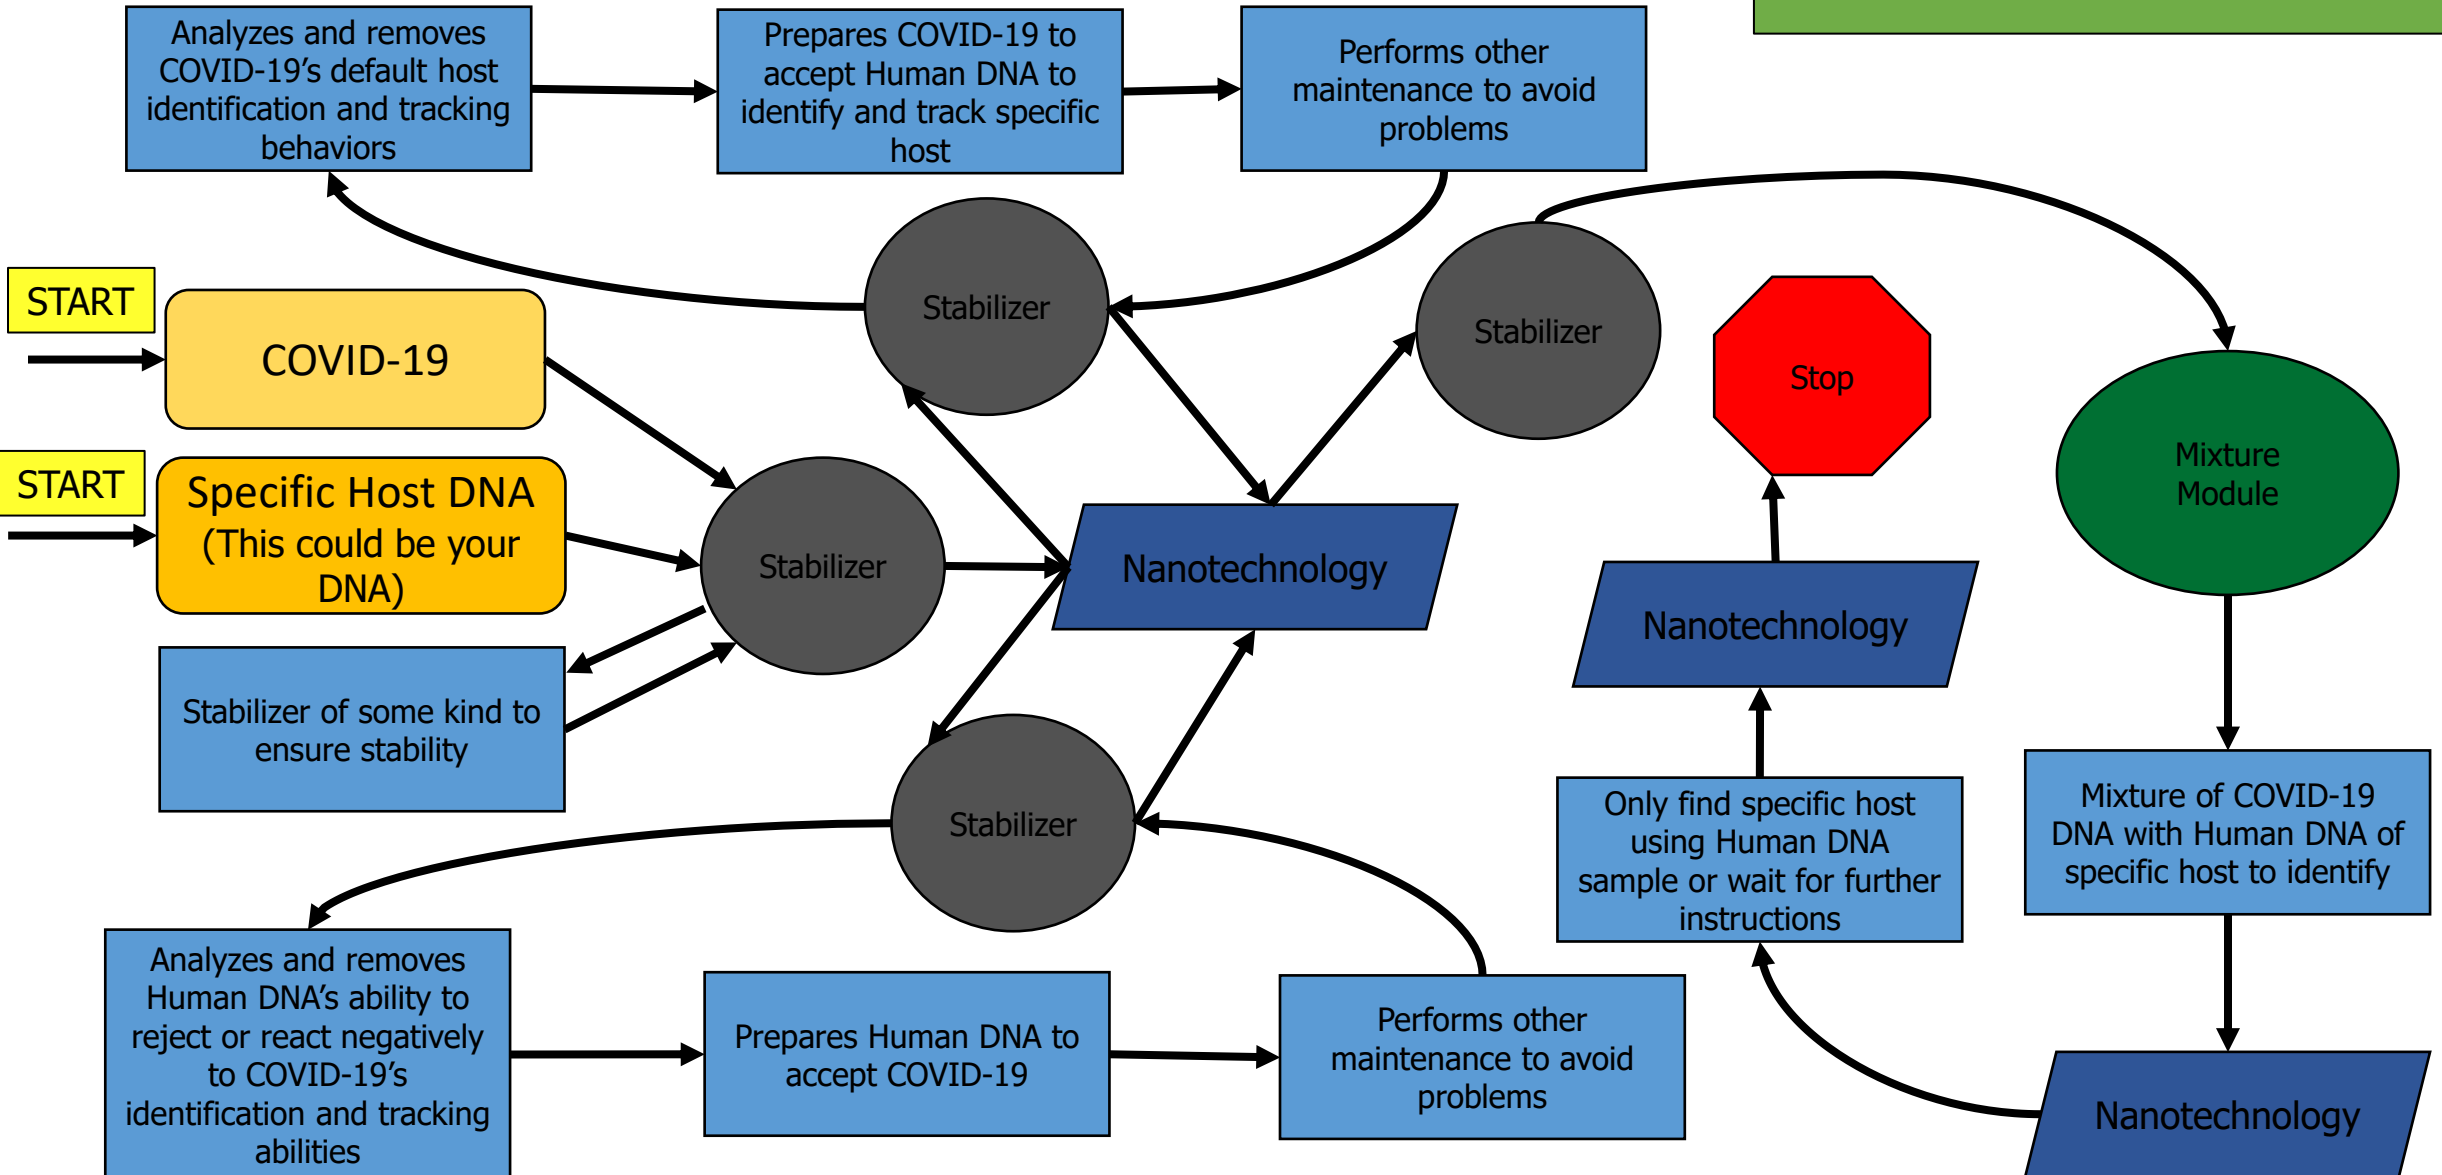 Analyzes and removes
COVID-19's default host
identification and tracking
behaviors
Prepares COVID-19 to
accept Human DNA to
identify and track specific
host
Performs other
maintenance to avoid
problems
START
COVID-19
Stabilizer
Stabilizer
Stop
Mixture
Module
START
Specific Host DNA
(This could be your
DNA)
Stabilizer
Nanotechnology
Nanotechnology
Stabilizer of some kind to
ensure stability
Stabilizer
Only find specific host
using Human DNA
sample or wait for further
instructions
Mixture of COVID-19
DNA with Human DNA of
specific host to identify
Analyzes and removes
Human DNA's ability to
reject or react negatively
to COVID-19's
identification and tracking
abilities
Prepares Human DNA to
accept COVID-19
Performs other
maintenance to avoid
problems
Nanotechnology